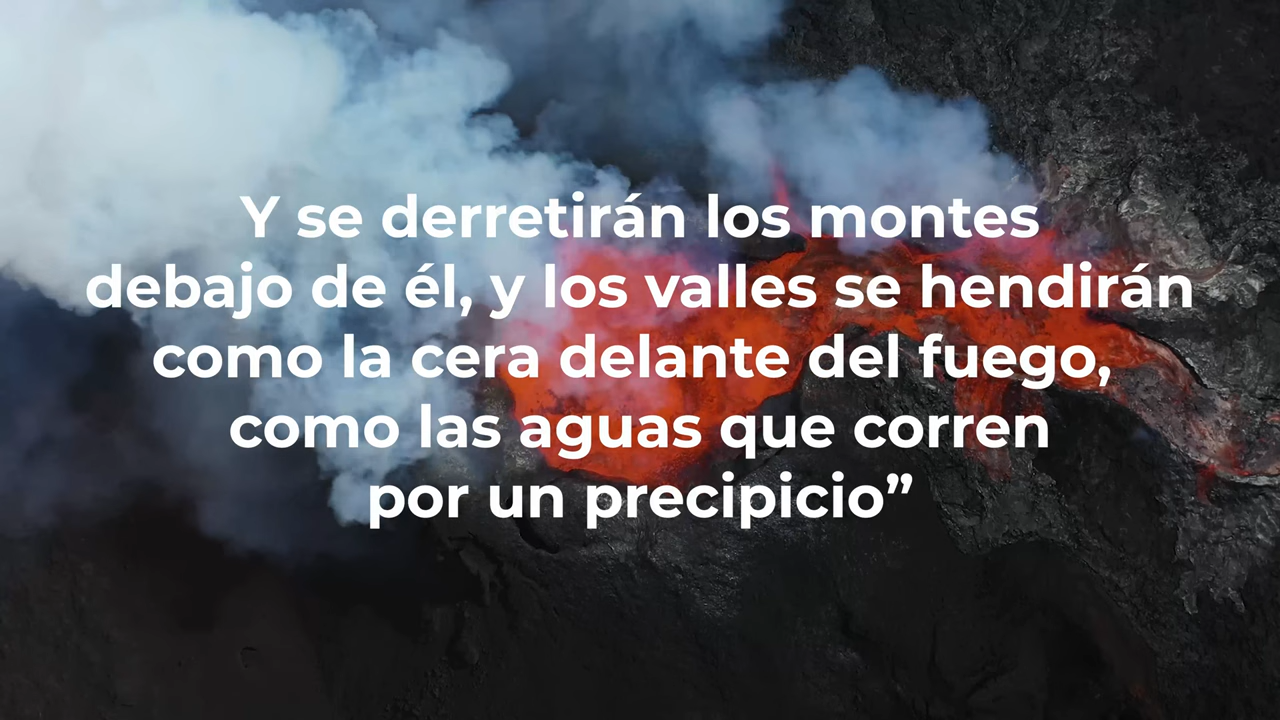 Y se derretirán los montes
debajo de él, y los valles se hendirán
como la cera delante del fuego,
como las aguas que corren
por un precipicio”